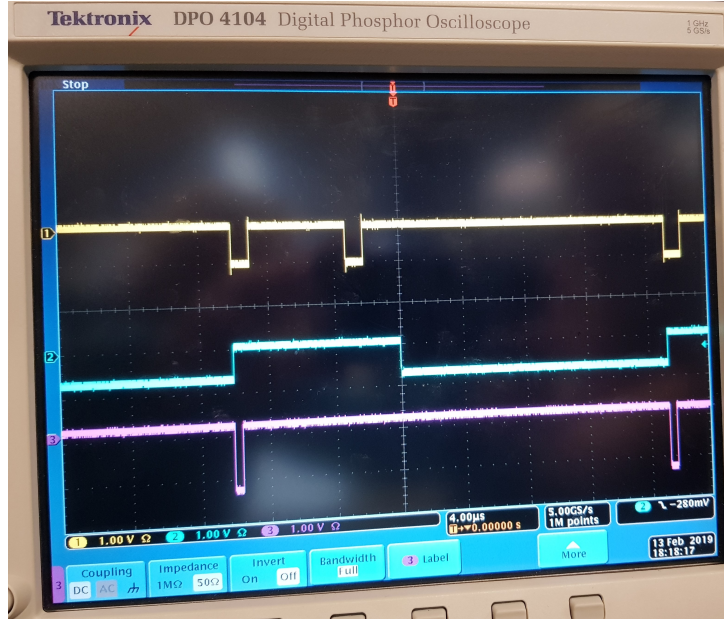 Tektronix DPO 4104 Digital Phosphor Oscilloscope
1 GHz
5 GS/s
Stop
T
1
2
3
1 1.00 V Ω 2 1.00 V Ω 3 1.00 V Ω
4.00µs
T→▼0.00000 s
5.00GS/s
1M points
2 \ −280mV
3
Coupling
DC AC
Impedance
1MΩ 50Ω
Invert
On Off
Bandwidth
Full
3 Label
More
13 Feb 2019
18:18:17